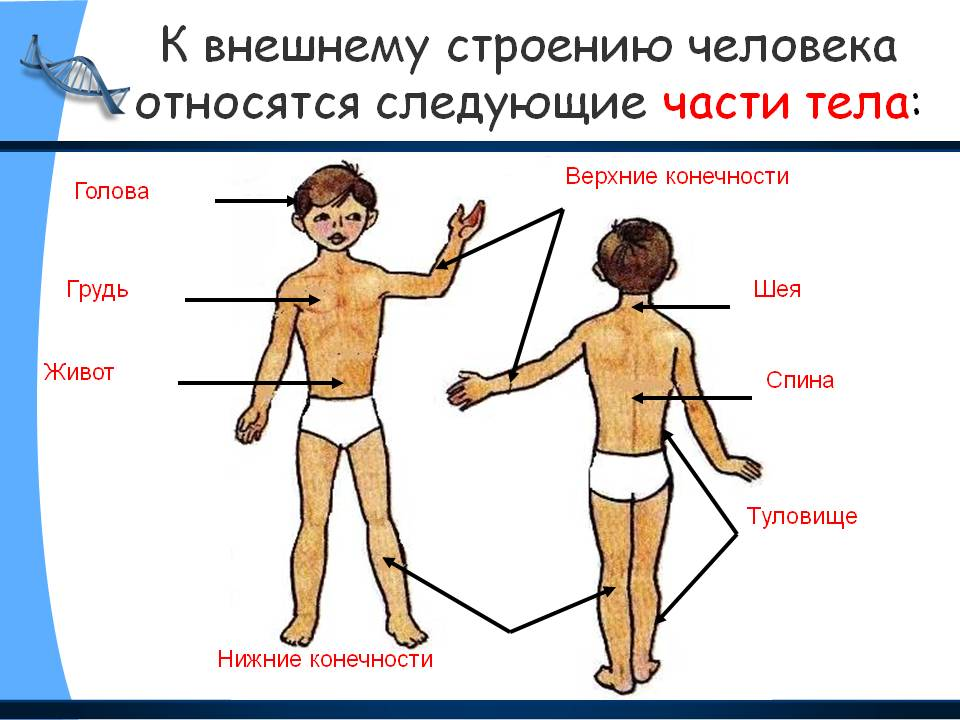 К внешнему строению человека
относятся следующие части тела:
Голова
Верхние конечности
Грудь
Шея
Живот
Спина
Туловище
Нижние конечности